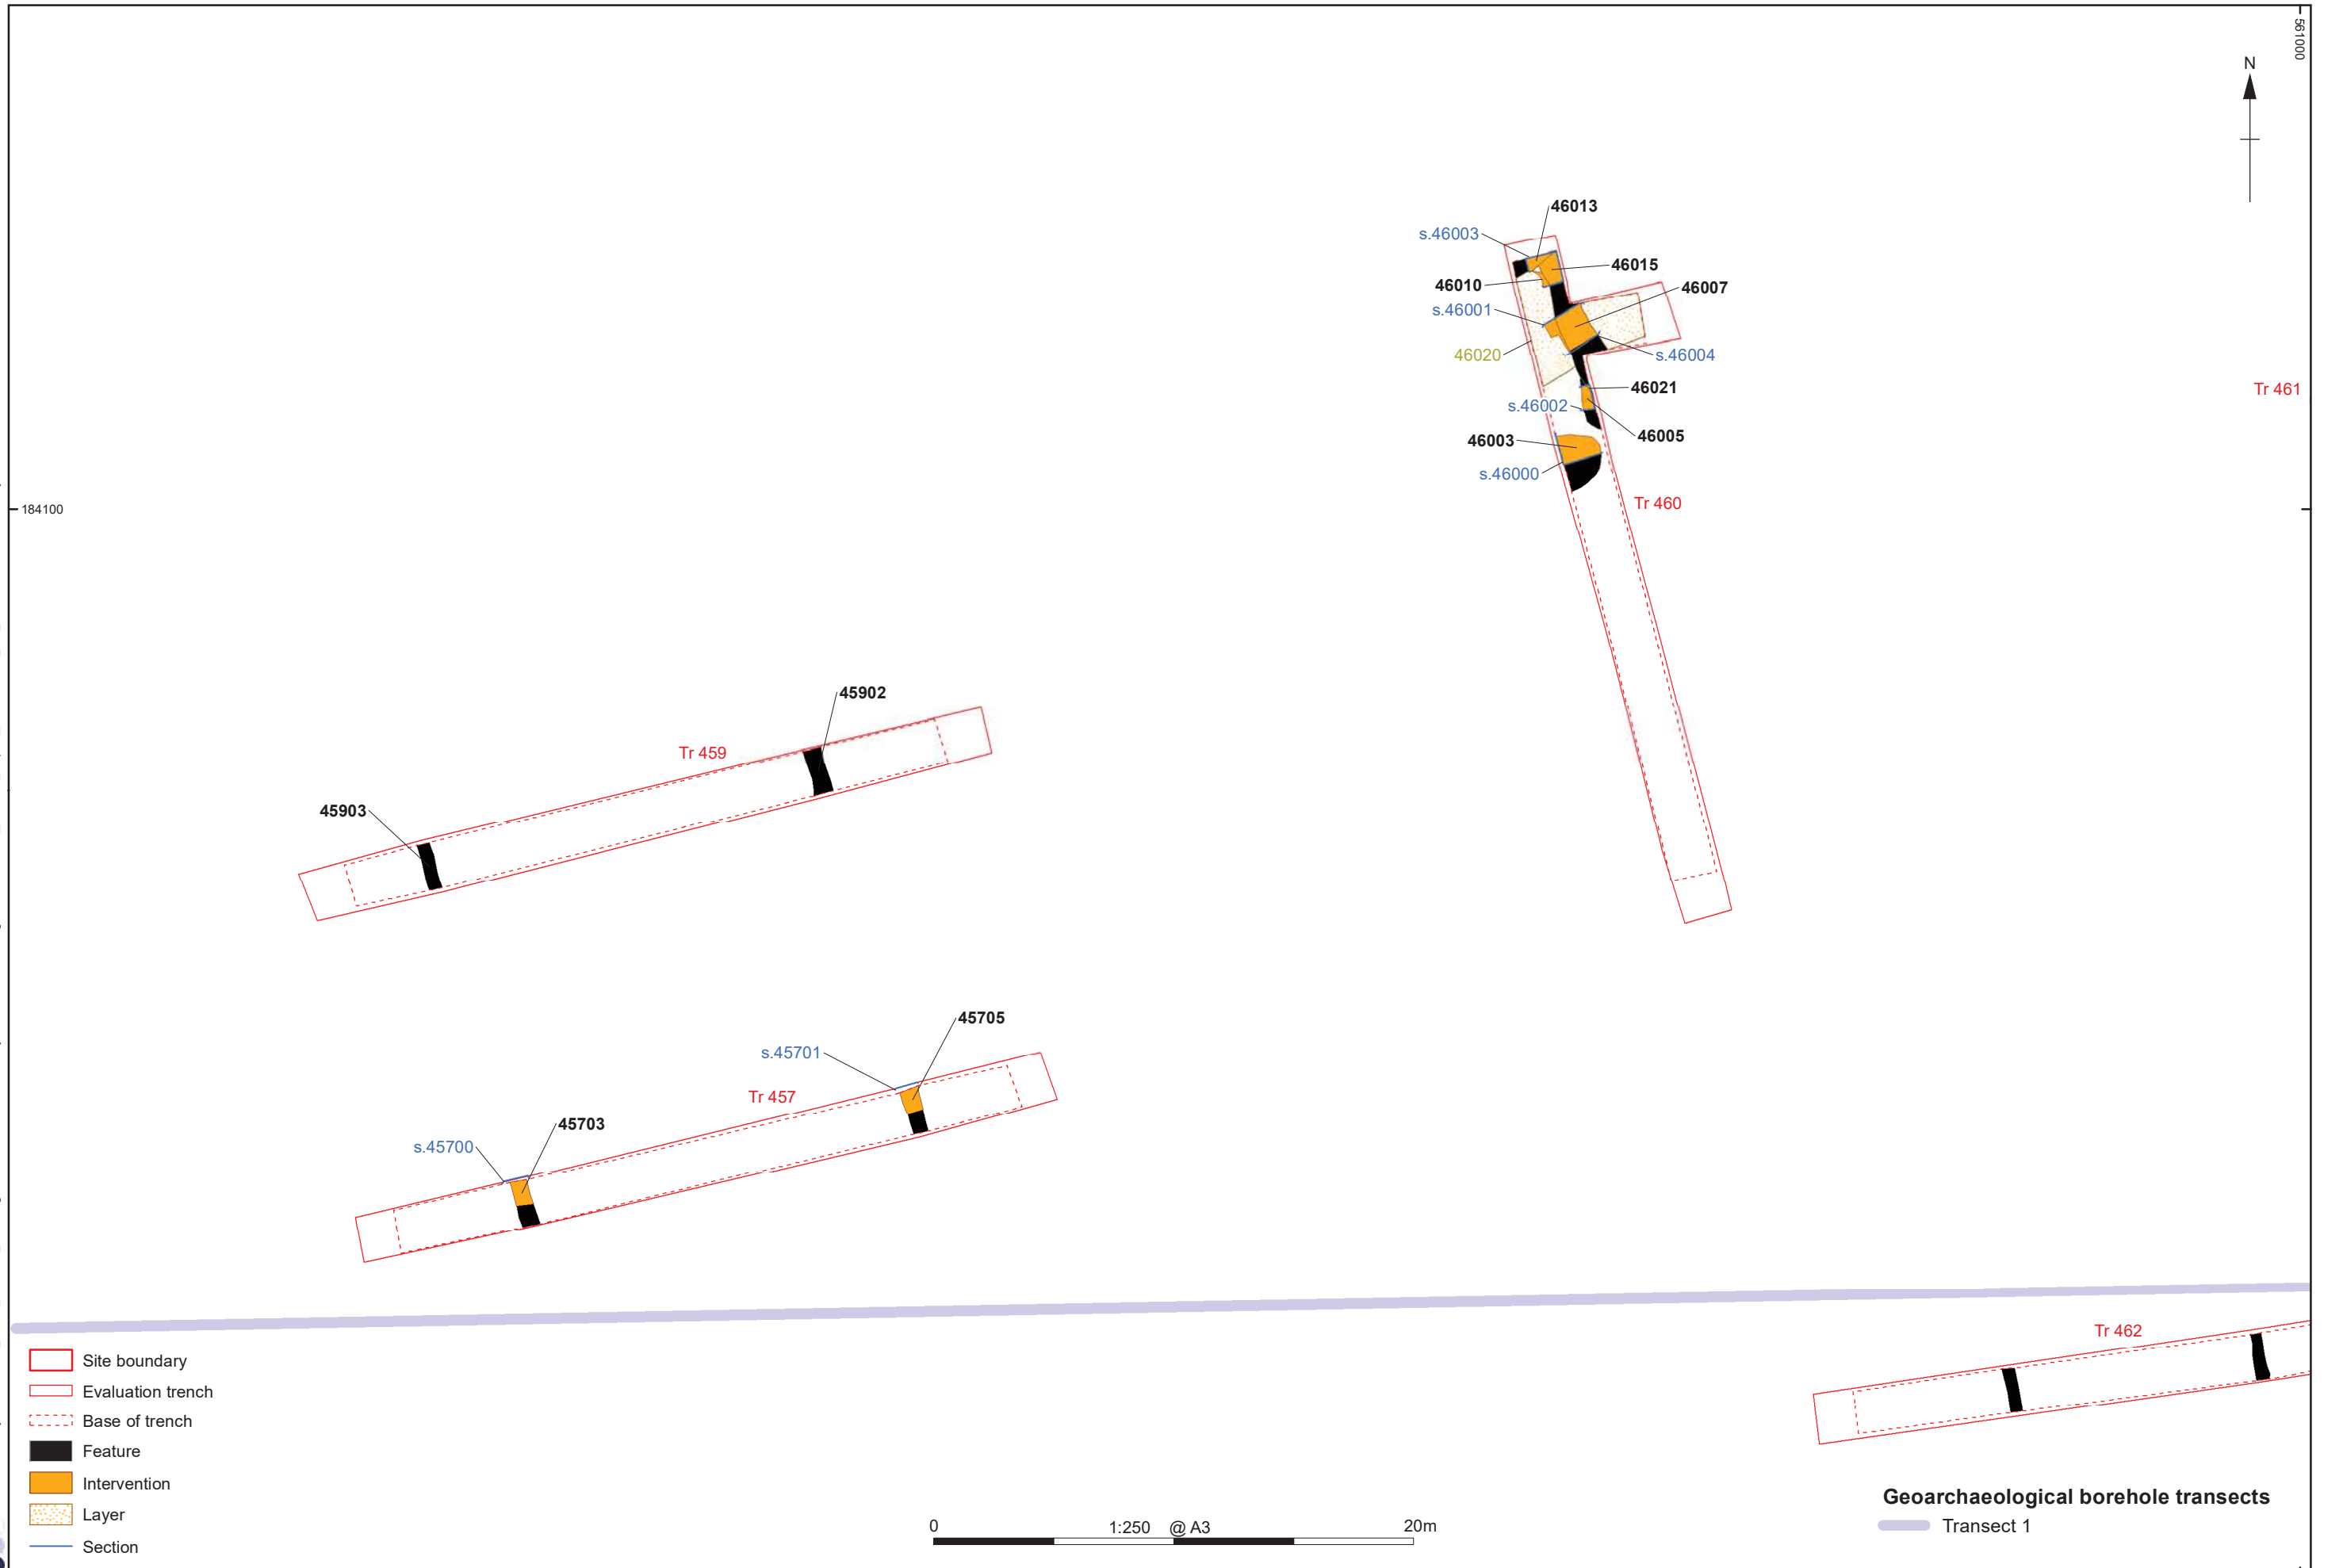 561000
N
46013
s.46003
46015
46010
46007
s.46001
46020
s.46004
46021
Tr 461
s.46002
46005
46003
s.46000
Tr 460
184100
45902
Tr 459
45903
45705
s.45701
Tr 457
45703
s.45700
Tr 462
Site boundary
Evaluation trench
Base of trench
Feature
Intervention
Layer
Section
0 1:250 @ A3 20m
Geoarchaeological borehole transects
Transect 1